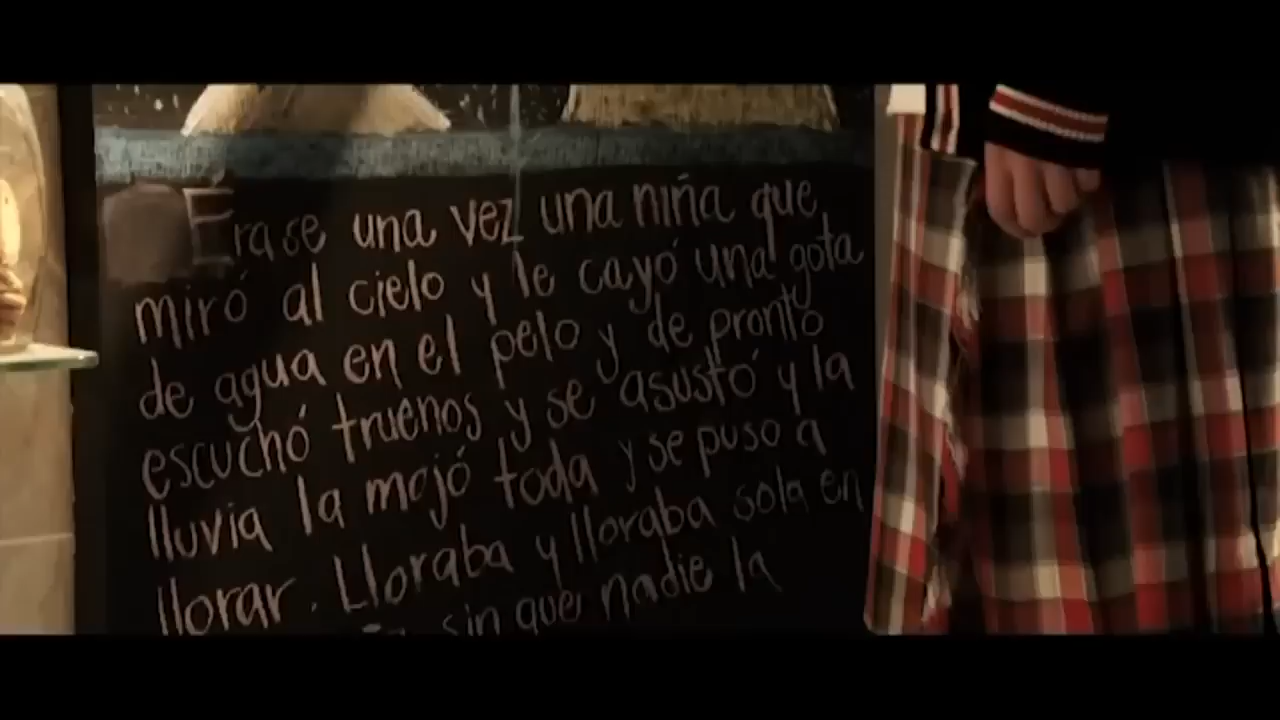 Érase una vez una niña que
miró al cielo y le cayó una gota
de agua en el pelo y de pronto
escuchó truenos y se asustó y la
lluvia la mojó toda y se puso a
llorar. Lloraba y lloraba sola en
sin que nadie la